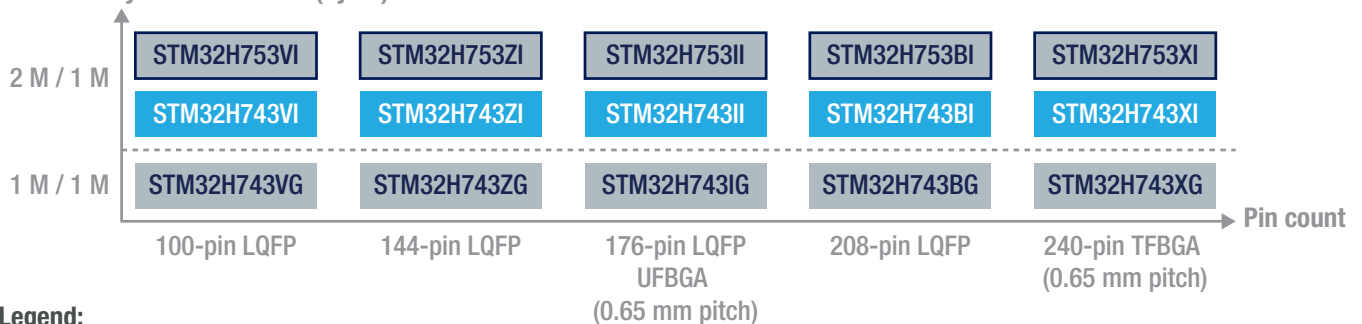 STM32H753VI STM32H753ZI STM32H753II STM32H753BI STM32H753XI
2 M / 1 M
STM32H743VI STM32H743ZI STM32H743II STM32H743BI STM32H743XI
1 M / 1 M STM32H743VG STM32H743ZG STM32H743IG STM32H743BG STM32H743XG
Pin count
100-pin LQFP 144-pin LQFP 176-pin LQFP 208-pin LQFP 240-pin TFBGA
UFBGA (0.65 mm pitch)
(0.65 mm pitch)
Legend: